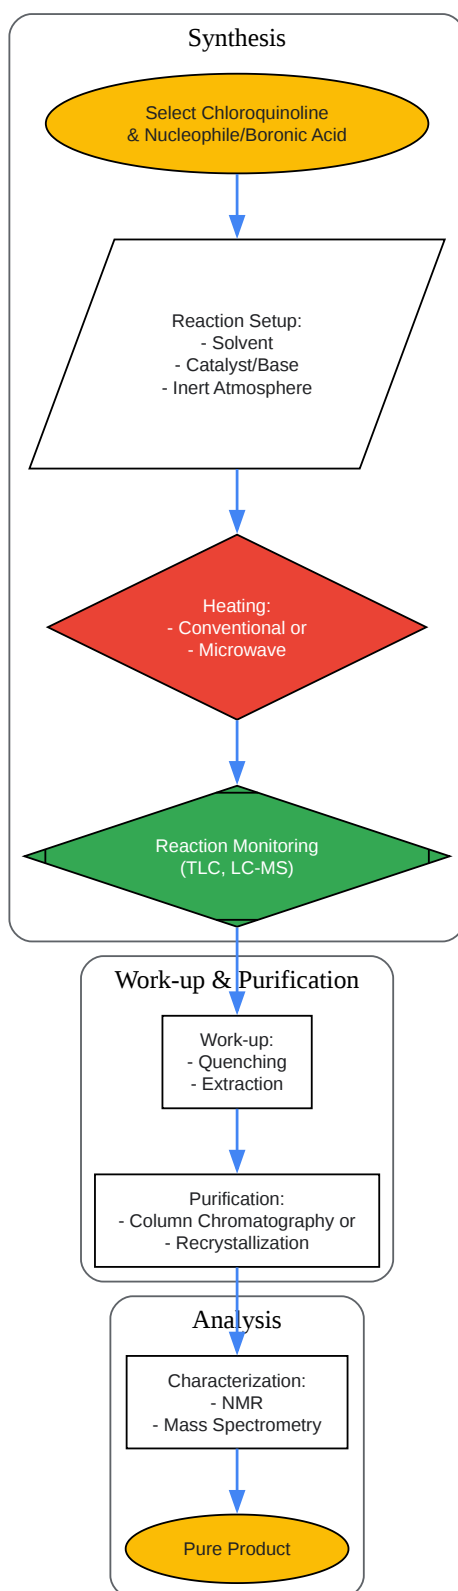 Synthesis
Select Chloroquinoline
& Nucleophile/Boronic Acid
Reaction Setup:
- Solvent
- Catalyst/Base
- Inert Atmosphere
Heating:
- Conventional or
- Microwave
Reaction Monitoring
(TLC, LC-MS)
Work-up & Purification
Work-up:
- Quenching
- Extraction
Purification:
- Column Chromatography or
- Recrystallization
Analysis
Characterization:
- NMR
- Mass Spectrometry
Pure Product